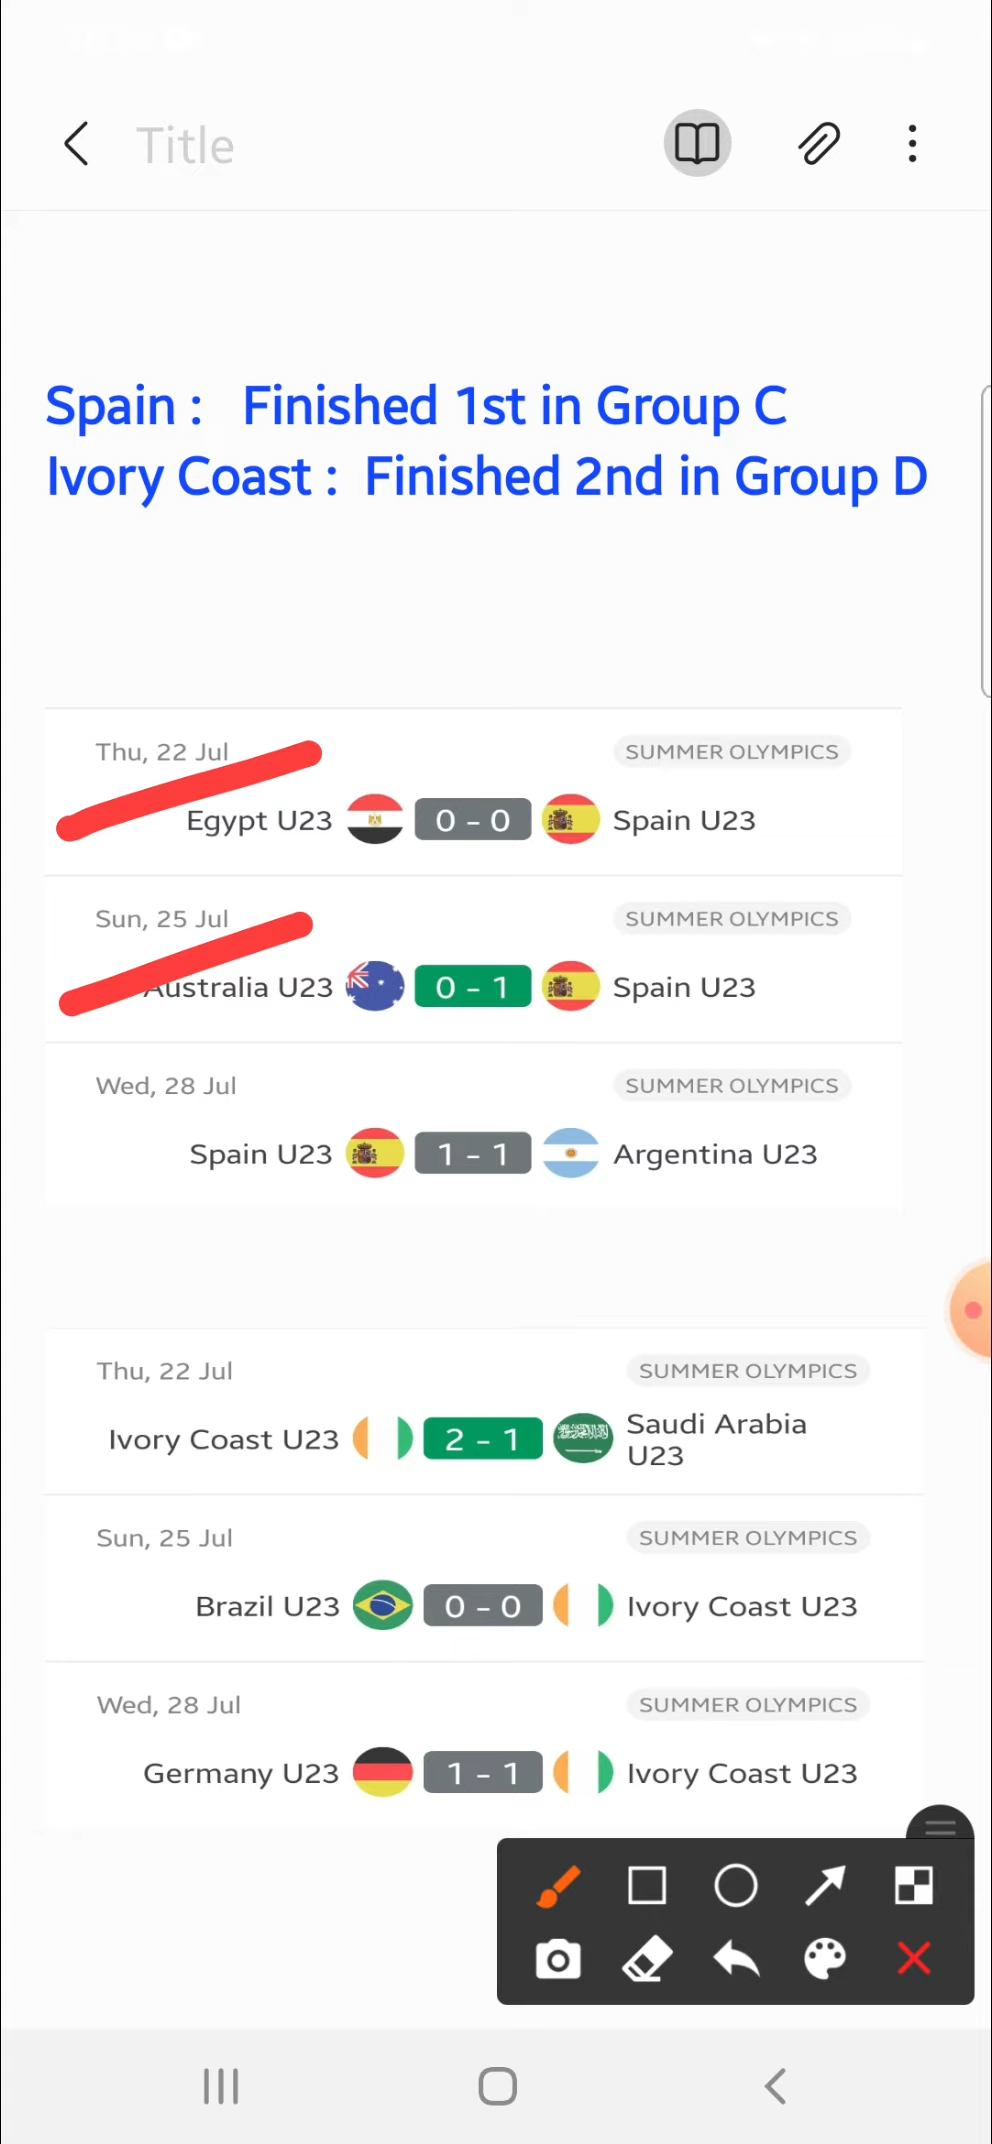 Title
Spain : Finished 1st in Group C
Ivory Coast : Finished 2nd in Group D
Thu, 22 Jul SUMMER OLYMPICS
Egypt U23 0 - 0 Spain U23
Sun, 25 Jul SUMMER OLYMPICS
Australia U23 0 - 1 Spain U23
Wed, 28 Jul SUMMER OLYMPICS
Spain U23 1 - 1 Argentina U23
Thu, 22 Jul SUMMER OLYMPICS
Ivory Coast U23 2 - 1 Saudi Arabia
U23
Sun, 25 Jul SUMMER OLYMPICS
Brazil U23 0 - 0 Ivory Coast U23
Wed, 28 Jul SUMMER OLYMPICS
Germany U23 1 - 1 Ivory Coast U23